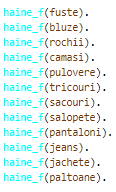 haine_f(fuste).
haine_f(bluze).
haine_f(rochii).
haine_f(camasi).
haine_f(pulovere).
haine_f(tricouri).
haine_f(sacouri).
haine_f(salopete).
haine_f(pantaloni).
haine_f(jeans).
haine_f(jachete).
haine_f(paltoane).